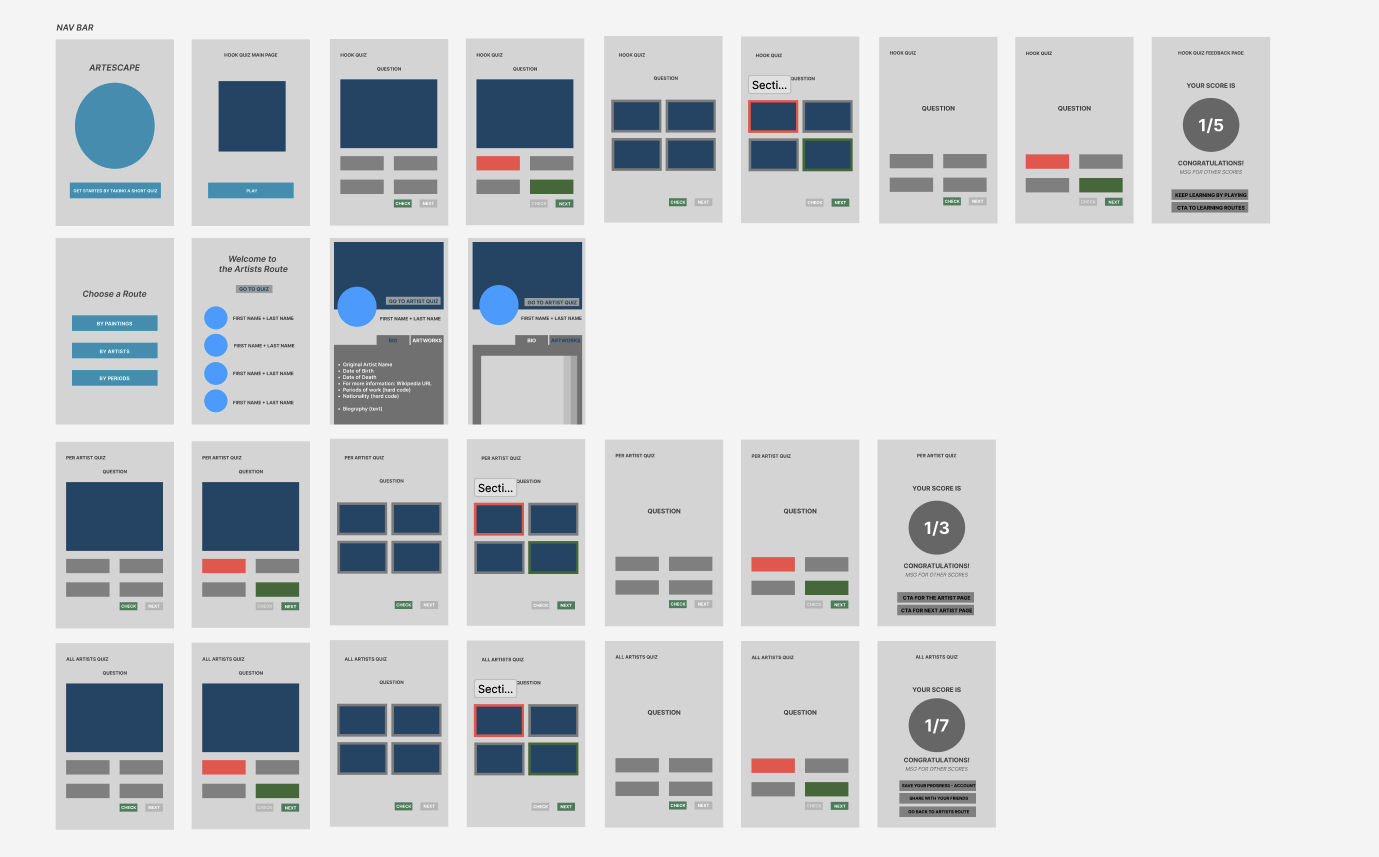 NAV BAR
ARTESCAPE
GET STARTES BY TAKING A SHORT QUIZ
HOOK QUIZ MAIN PAGE
PLAY
HOOK QUIZ
QUESTION
CHECK NEXT
HOOK QUIZ
QUESTION
CHECK NEXT
HOOK QUIZ
QUESTION
CHECK NEXT
HOOK QUIZ
Secti... QUESTION
CHECK NEXT
HOOK QUIZ
QUESTION
CHECK NEXT
HOOK QUIZ
QUESTION
CHECK NEXT
HOOK QUIZ FEEDBACK PAGE
YOUR SCORE IS
1/5
CONGRATULATIONS!
MSG FOR OTHER SCORES
KEEP LEARNING BY PLAYING
CTA TO LEARNING ROUTES
Choose a Route
BY PAINTINGS
BY ARTISTS
BY PERIODS
Welcome to
the Artists Route
GO TO QUIZ
FIRST NAME + LAST NAME
FIRST NAME + LAST NAME
FIRST NAME + LAST NAME
FIRST NAME + LAST NAME
GO TO ARTIST QUIZ
FIRST NAME + LAST NAME
BIO ARTWORKS
• Original Artist Name
• Date of Birth
• Date of Death
• For more information: Wikipedia URL
• Periods of work (hard code)
• Nationality (hard code)
• Biography (text)
GO TO ARTIST QUIZ
FIRST NAME + LAST NAME
BIO ARTWORKS
PER ARTIST QUIZ
QUESTION
CHECK NEXT
PER ARTIST QUIZ
QUESTION
CHECK NEXT
PER ARTIST QUIZ
QUESTION
CHECK NEXT
PER ARTIST QUIZ
Secti... QUESTION
CHECK NEXT
PER ARTIST QUIZ
QUESTION
CHECK NEXT
PER ARTIST QUIZ
QUESTION
CHECK NEXT
PER ARTIST QUIZ
YOUR SCORE IS
1/3
CONGRATULATIONS!
MSG FOR OTHER SCORES
CTA FOR THE ARTIST PAGE
CTA FOR NEXT ARTIST PAGE
ALL ARTISTS QUIZ
QUESTION
CHECK NEXT
ALL ARTISTS QUIZ
QUESTION
CHECK NEXT
ALL ARTISTS QUIZ
QUESTION
CHECK NEXT
ALL ARTISTS QUIZ
Secti... QUESTION
CHECK NEXT
ALL ARTISTS QUIZ
QUESTION
CHECK NEXT
ALL ARTISTS QUIZ
QUESTION
CHECK NEXT
ALL ARTISTS QUIZ
YOUR SCORE IS
1/7
CONGRATULATIONS!
MSG FOR OTHER SCORES
SAVE YOUR PROGRESS - ACCOUNT
SHARE WITH YOUR FRIENDS
GO BACK TO ARTISTS ROUTE